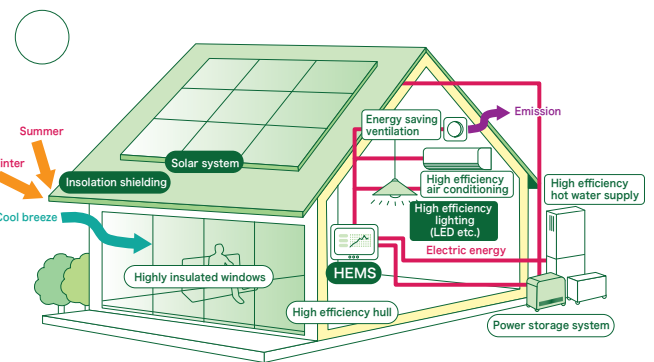 Summer
Solar system
Insolation shielding
Energy saving
ventilation
Emission
High efficiency
air conditioning
High efficiency
hot water supply
High efficiency
lighting
(LED etc.)
Electric energy
Cool breeze
Highly insulated windows
HEMS
High efficiency hull
Power storage system